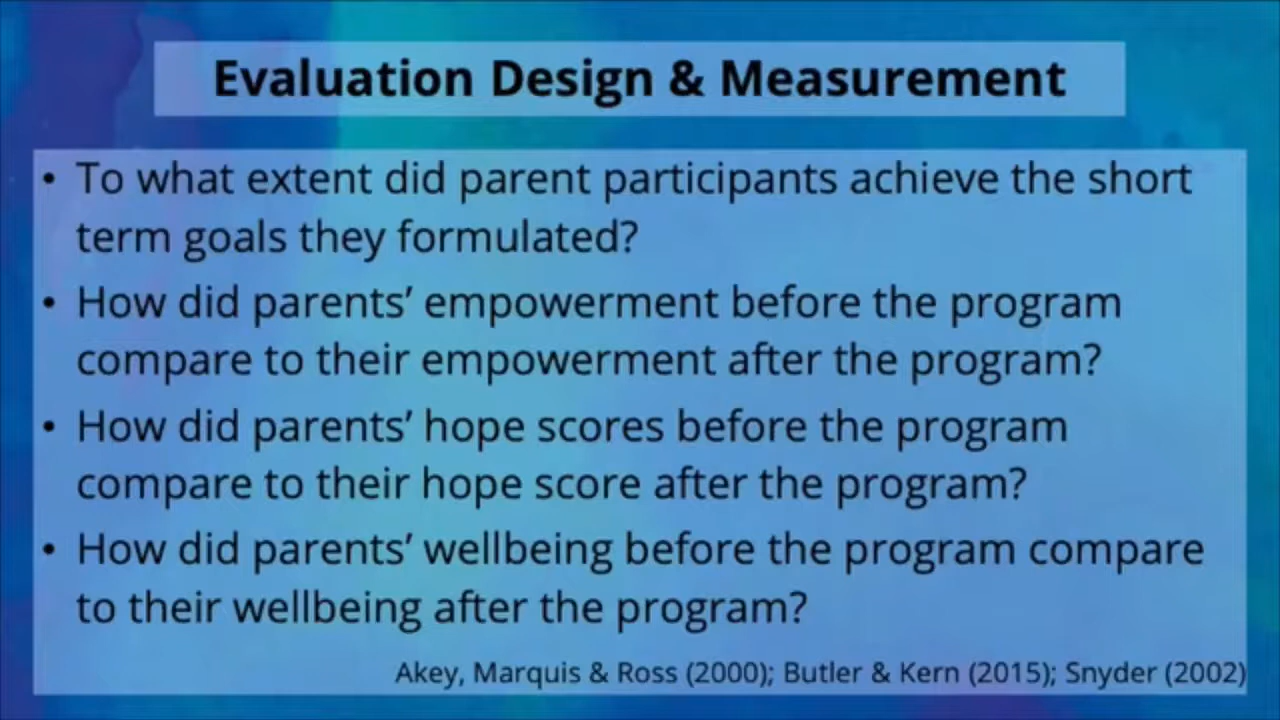 Evaluation Design & Measurement
• To what extent did parent participants achieve the short
term goals they formulated?
• How did parents’ empowerment before the program
compare to their empowerment after the program?
• How did parents’ hope scores before the program
compare to their hope score after the program?
• How did parents’ wellbeing before the program compare
to their wellbeing after the program?
Akey, Marquis & Ross (2000); Butler & Kern (2015); Snyder (2002)